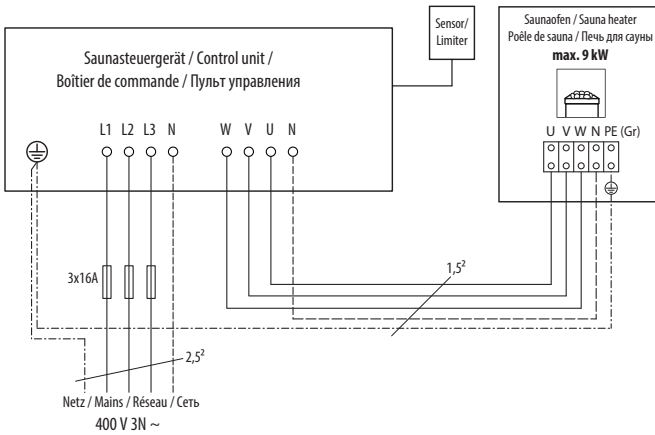 Saunasteuergerät / Control unit /
Boîtier de commande / Пульт управления
Sensor/
Limiter
Saunaofen / Sauna heater
Poêle de sauna / Печь для сауны
max. 9 kW
L1 L2 L3 N W V U N
U V W N PE (Gr)
3x16A
1,5²
2,5²
Netz / Mains / Réseau / Сеть
400 V 3N ~